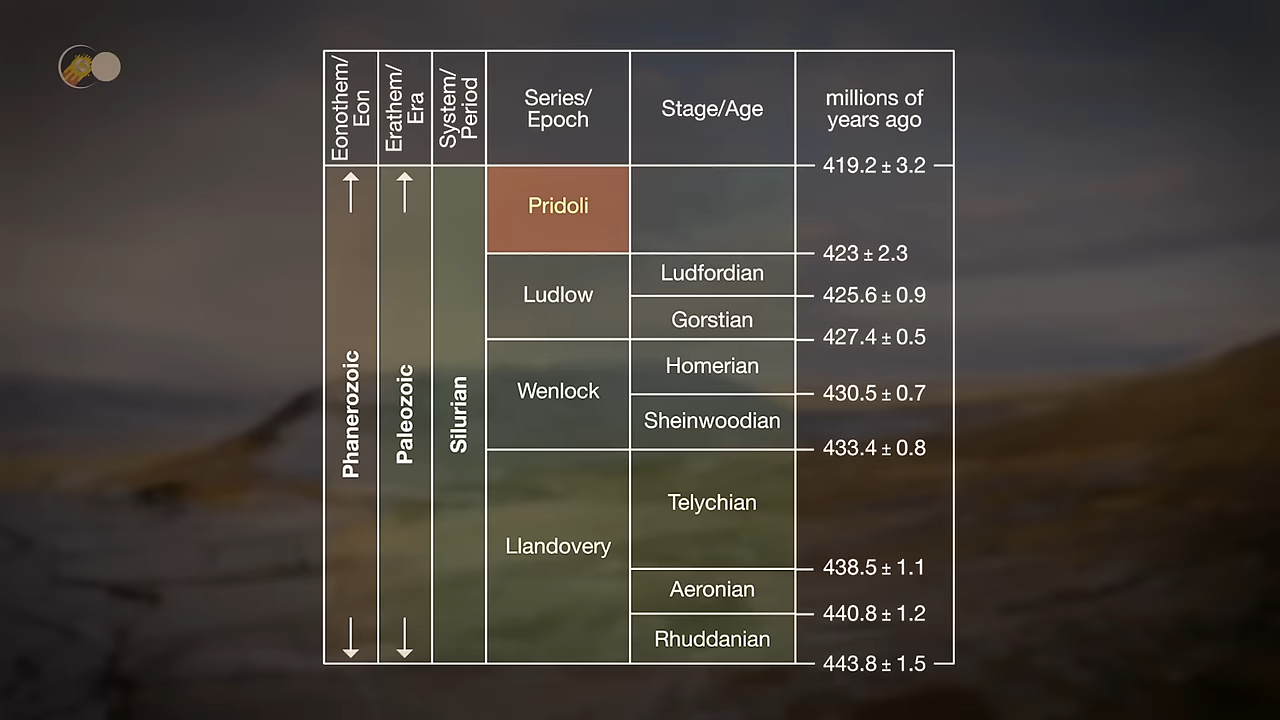 Eonothem/
Eon
Erathem/
Era
System/
Period
Series/
Epoch
Stage/Age
millions of
years ago
419.2 ± 3.2
Pridoli
423 ± 2.3
Ludfordian
Ludlow
425.6 ± 0.9
Gorstian
427.4 ± 0.5
Homerian
Wenlock
430.5 ± 0.7
Sheinwoodian
433.4 ± 0.8
Phanerozoic
Paleozoic
Silurian
Telychian
Llandovery
438.5 ± 1.1
Aeronian
440.8 ± 1.2
Rhuddanian
443.8 ± 1.5